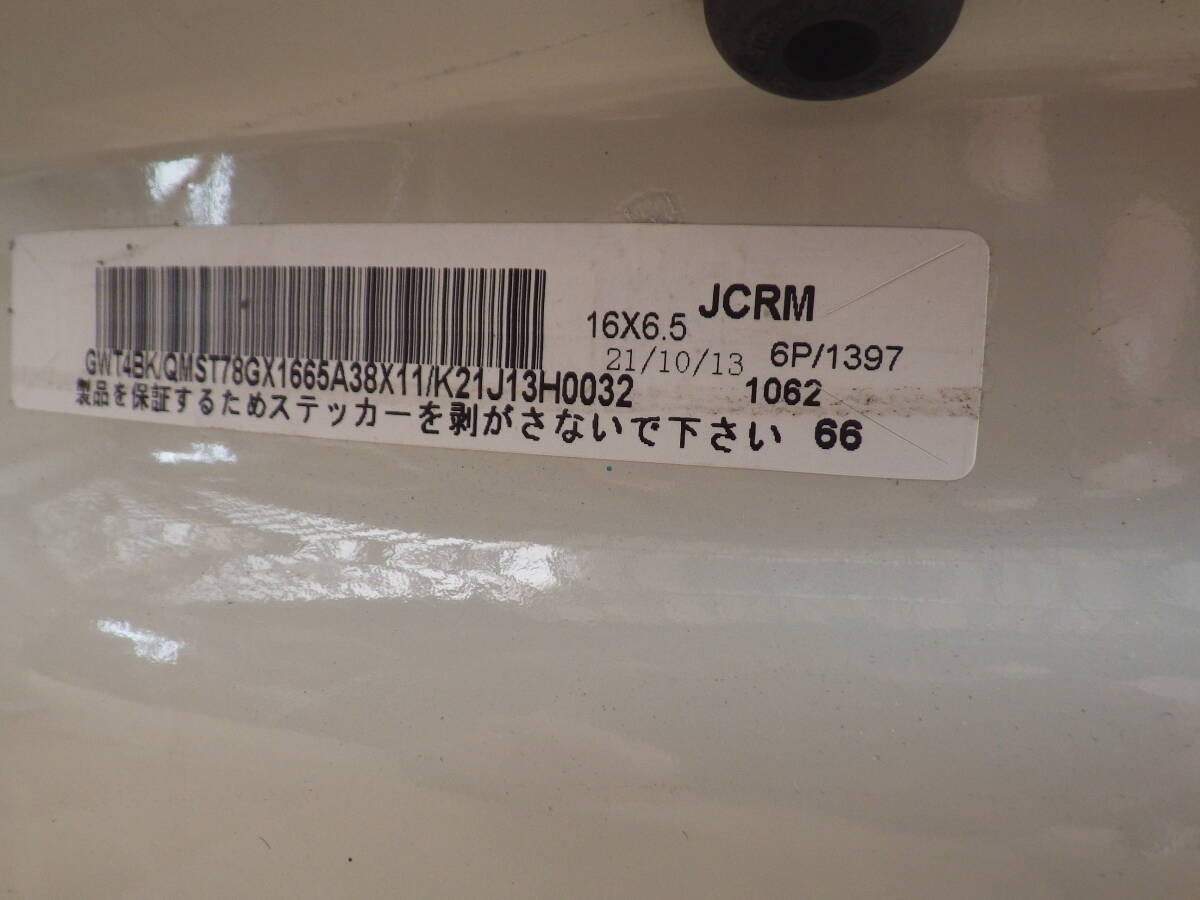 JCRM
16X6.5
21/10/13 6P/1397
GWT4BK/QMST78GX1665A38X11/K21J13H0032 1062
製品を保証するためステッカーを剥がさないで下さい 66